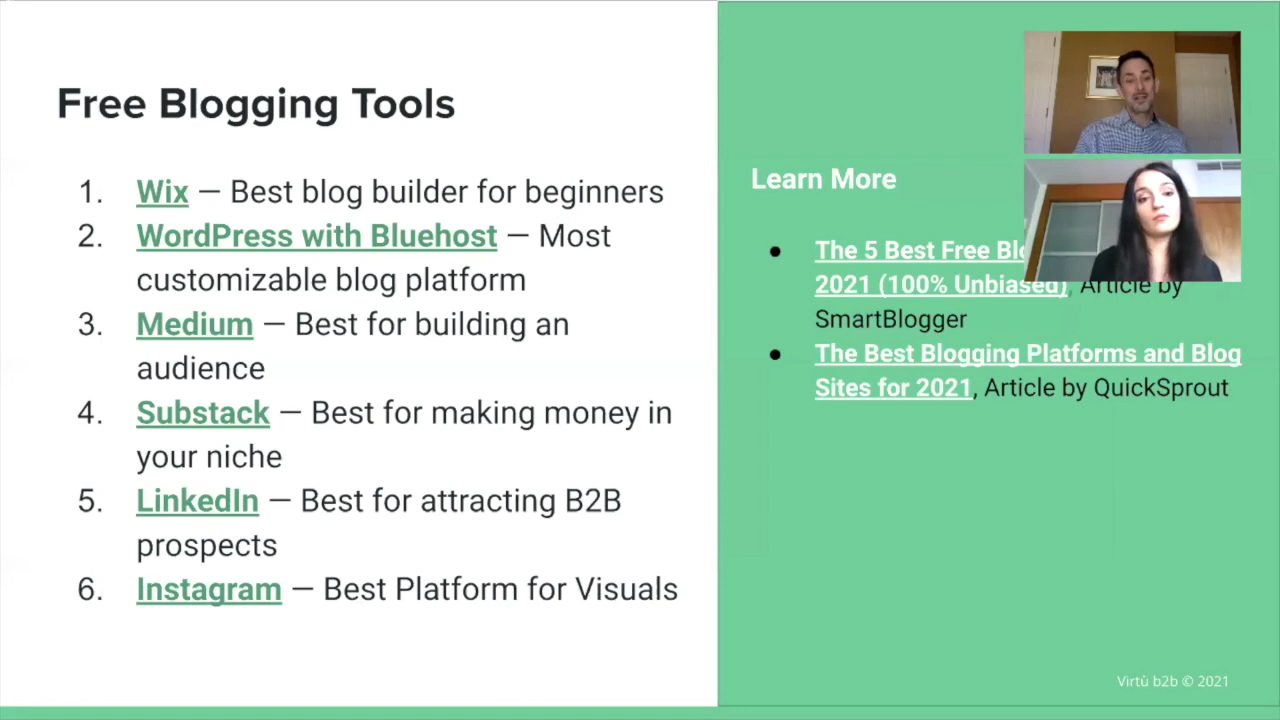 Free Blogging Tools
1. Wix — Best blog builder for beginners
2. WordPress with Bluehost — Most
customizable blog platform
3. Medium — Best for building an
audience
4. Substack — Best for making money in
your niche
5. LinkedIn — Best for attracting B2B
prospects
6. Instagram — Best Platform for Visuals
Learn More
● The 5 Best Free
2021 (100% Unbiased), Article by
SmartBlogger
● The Best Blogging Platforms and Blog
Sites for 2021, Article by QuickSprout
Virtù b2b © 2021